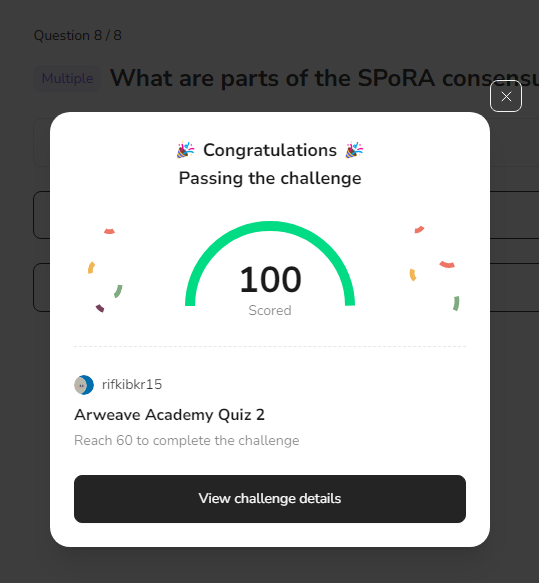 Question 8 / 8
Multiple What are parts of the SPoRA consensu
Congratulations
Passing the challenge
100
Scored
rifkibkr15
Arweave Academy Quiz 2
Reach 60 to complete the challenge
View challenge details